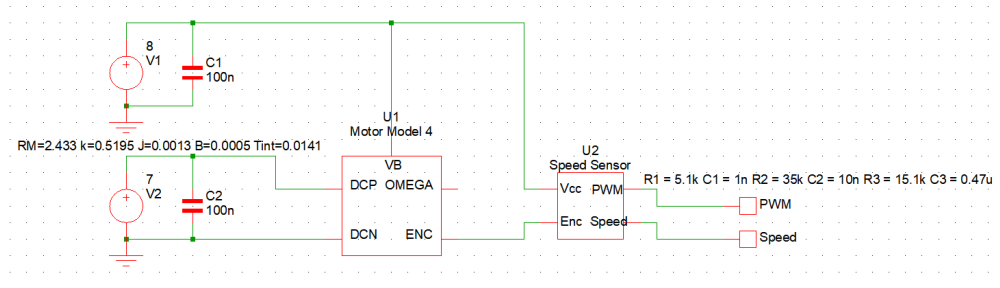 8
V1
C1
100n
U1
Motor Model 4
RM=2.433 k=0.5195 J=0.0013 B=0.0005 Tint=0.0141
7
V2
C2
100n
VB
DCP OMEGA
DCN ENC
U2
Speed Sensor
Vcc PWM
Enc Speed
R1 = 5.1k C1 = 1n R2 = 35k C2 = 10n R3 = 15.1k C3 = 0.47u
PWM
Speed